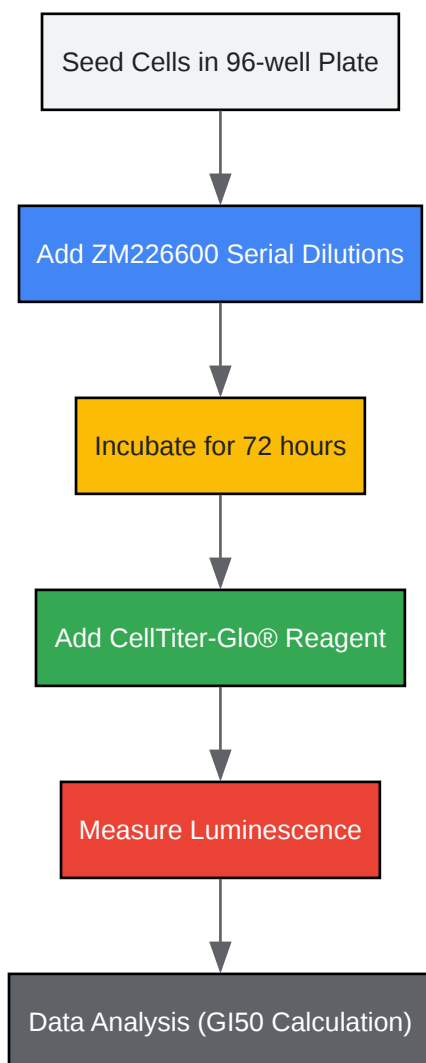 Seed Cells in 96-well Plate
Add ZM226600 Serial Dilutions
Incubate for 72 hours
Add CellTiter-Glo® Reagent
Measure Luminescence
Data Analysis (GI50 Calculation)